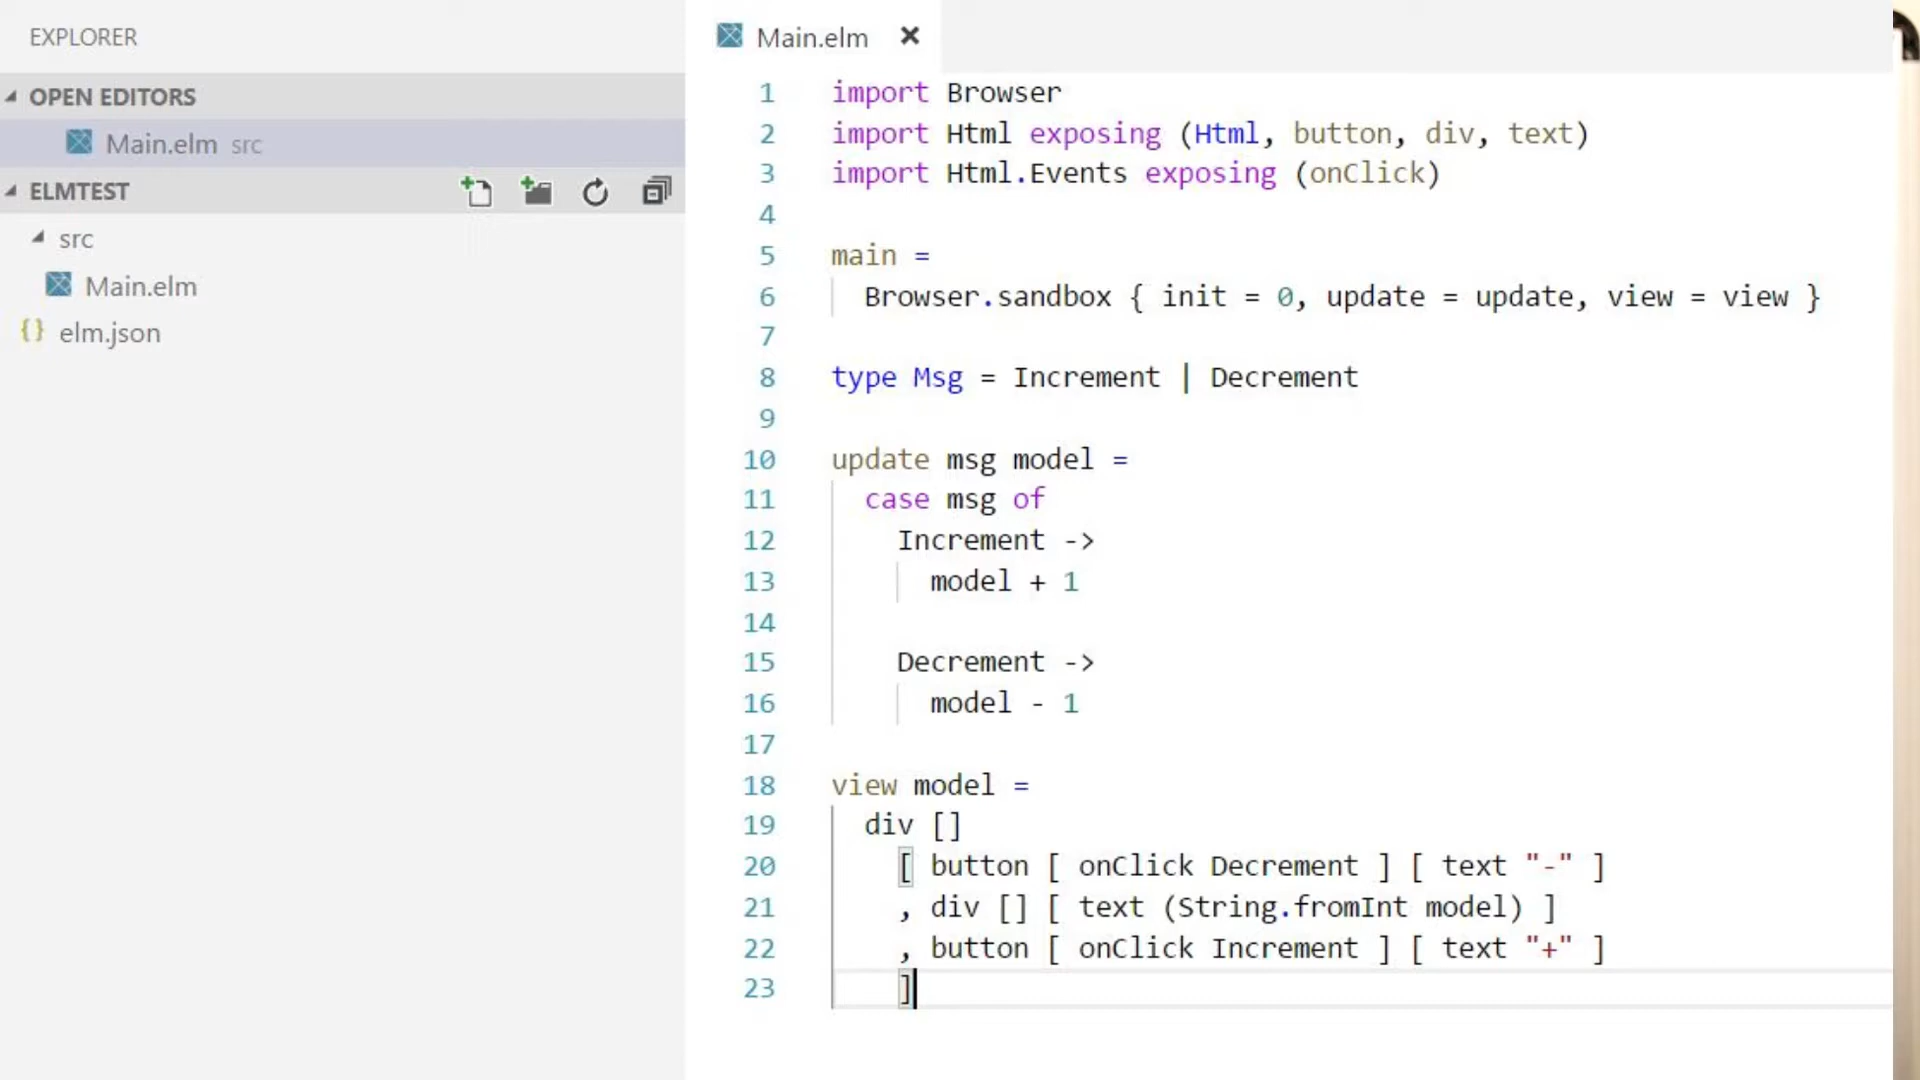 EXPLORER
OPEN EDITORS
Main.elm src
ELMTEST
src
Main.elm
{} elm.json
Main.elm
1 import Browser
2 import Html exposing (Html, button, div, text)
3 import Html.Events exposing (onClick)
4
5 main =
6   Browser.sandbox { init = 0, update = update, view = view }
7
8 type Msg = Increment | Decrement
9
10 update msg model =
11   case msg of
12     Increment ->
13       model + 1
14
15     Decrement ->
16       model - 1
17
18 view model =
19   div []
20     [ button [ onClick Decrement ] [ text "-" ]
21     , div [] [ text (String.fromInt model) ]
22     , button [ onClick Increment ] [ text "+" ]
23     ]